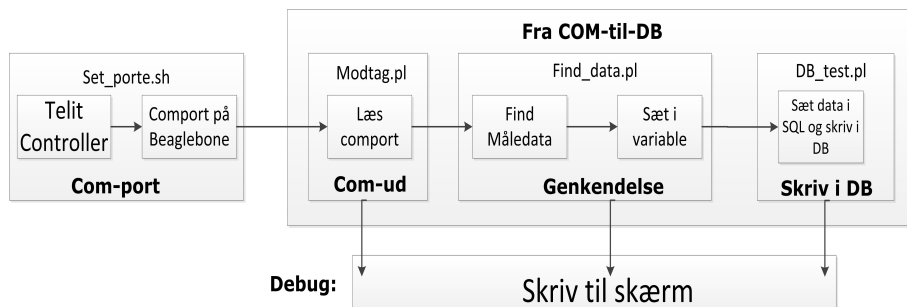 Fra COM-til-DB
Set_porte.sh
Telit
Controller
Comport på
Beaglebone
Com-port
Modtag.pl
Læs
comport
Com-ud
Find_data.pl
Find
Måledata
Sæt i
variable
Genkendelse
DB_test.pl
Sæt data i
SQL og skriv i
DB
Skriv i DB
Debug:
Skriv til skærm